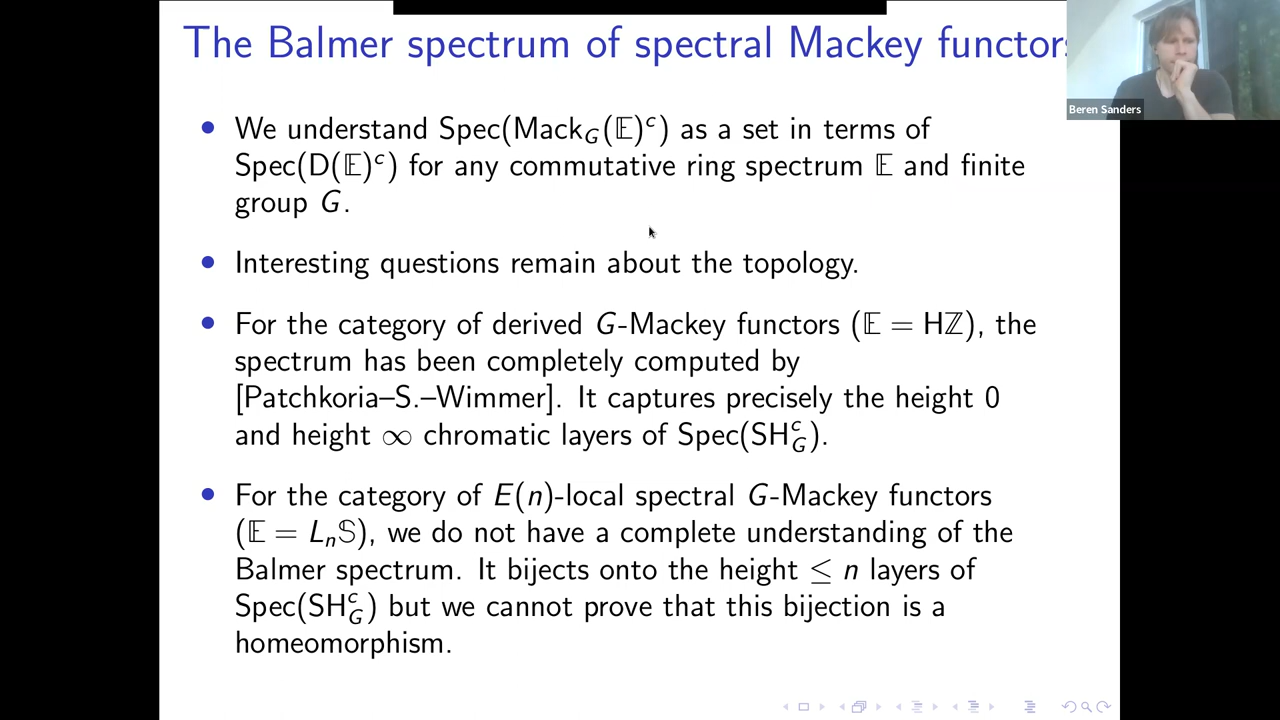 The Balmer spectrum of spectral Mackey functors
Beren Sanders
• We understand Spec(Mack_G(𝔼)^c) as a set in terms of
Spec(D(𝔼)^c) for any commutative ring spectrum 𝔼 and finite
group G.
• Interesting questions remain about the topology.
• For the category of derived G-Mackey functors (𝔼 = Hℤ), the
spectrum has been completely computed by
[Patchkoria–S.–Wimmer]. It captures precisely the height 0
and height ∞ chromatic layers of Spec(SH_G^c).
• For the category of E(n)-local spectral G-Mackey functors
(𝔼 = L_n𝕊), we do not have a complete understanding of the
Balmer spectrum. It bijects onto the height ≤ n layers of
Spec(SH_G^c) but we cannot prove that this bijection is a
homeomorphism.